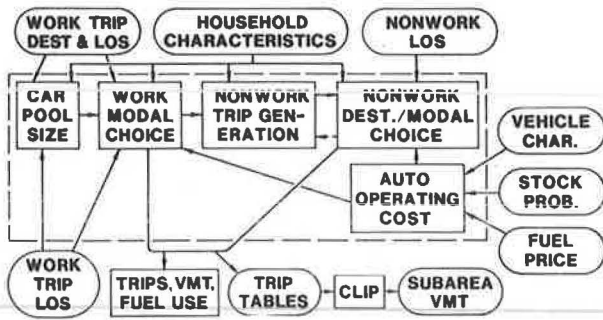 WORK TRIP
DEST & LOS
HOUSEHOLD
CHARACTERISTICS
NONWORK
LOS
CAR
POOL
SIZE
WORK
MODAL
CHOICE
NONWORK
TRIP GEN-
ERATION
NONWORK
DEST./MODAL
CHOICE
VEHICLE
CHAR.
AUTO
OPERATING
COST
STOCK
PROB.
FUEL
PRICE
WORK
TRIP
LOS
TRIPS, VMT,
FUEL USE
TRIP
TABLES
CLIP
SUBAREA
VMT